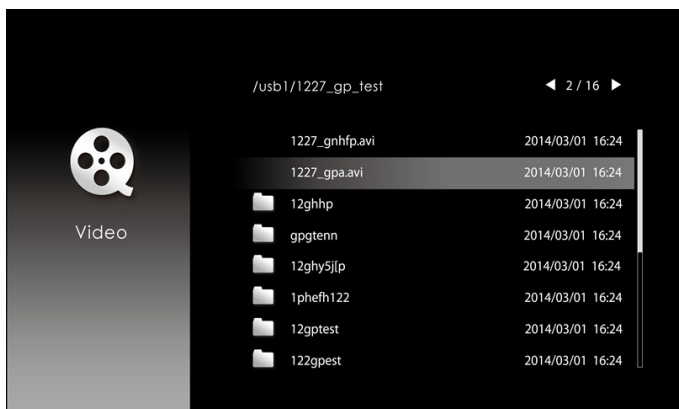 /usb1/1227_gp_test ◀ 2 / 16 ▶
Video
1227_gnhfp.avi 2014/03/01 16:24
1227_gpa.avi 2014/03/01 16:24
12ghhp 2014/03/01 16:24
gpgtenn 2014/03/01 16:24
12ghy5j[p 2014/03/01 16:24
1phefh122 2014/03/01 16:24
12gptest 2014/03/01 16:24
122gpest 2014/03/01 16:24